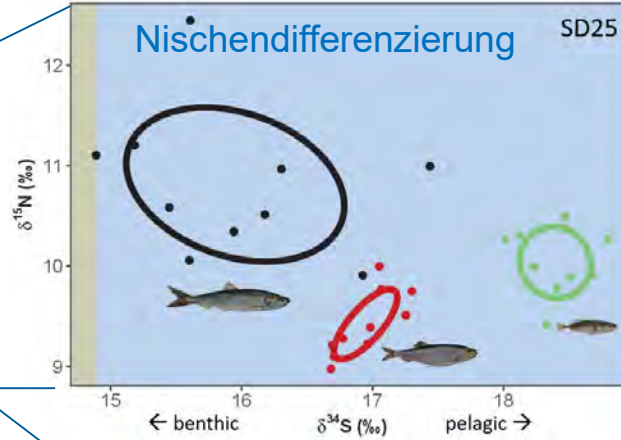 Nischendifferenzierung
SD25
12
11
10
9
δ¹⁵N (‰)
15
16
17
18
← benthic
δ³⁴S (‰)
pelagic →